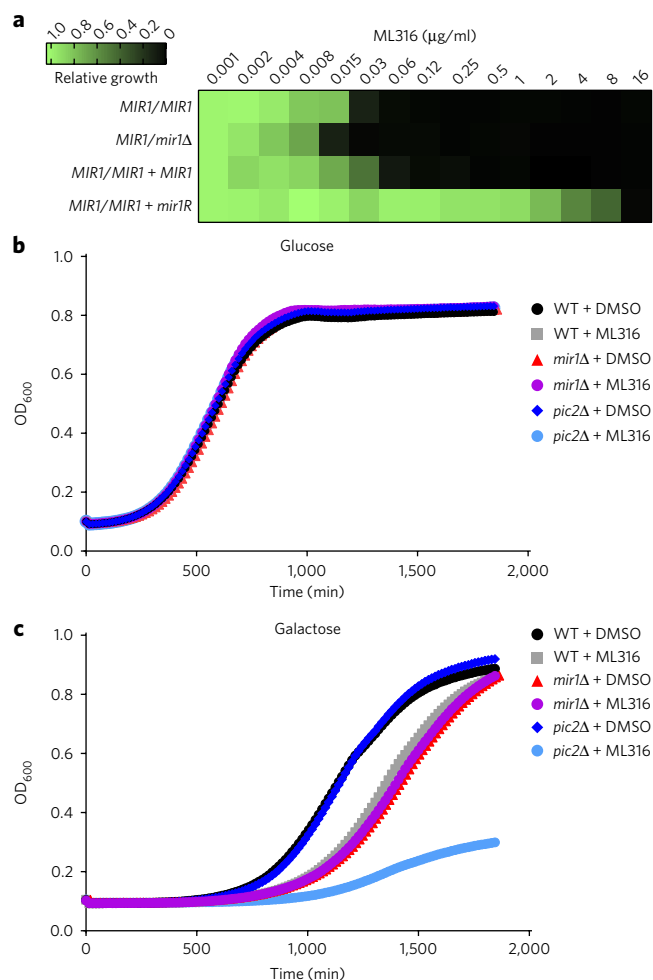 a
1.0 0.8 0.6 0.4 0.2 0
Relative growth
ML316 (µg/ml)
0.001 0.002 0.004 0.008 0.015 0.03 0.06 0.12 0.25 0.5 1 2 4 8 16
MIR1/MIR1
MIR1/mir1Δ
MIR1/MIR1 + MIR1
MIR1/MIR1 + mir1R
b
Glucose
1.0
0.8
0.6
0.4
0.2
0.0
OD600
0 500 1,000 1,500 2,000
Time (min)
WT + DMSO
WT + ML316
mir1Δ + DMSO
mir1Δ + ML316
pic2Δ + DMSO
pic2Δ + ML316
c
Galactose
1.0
0.8
0.6
0.4
0.2
0.0
OD600
0 500 1,000 1,500 2,000
Time (min)
WT + DMSO
WT + ML316
mir1Δ + DMSO
mir1Δ + ML316
pic2Δ + DMSO
pic2Δ + ML316